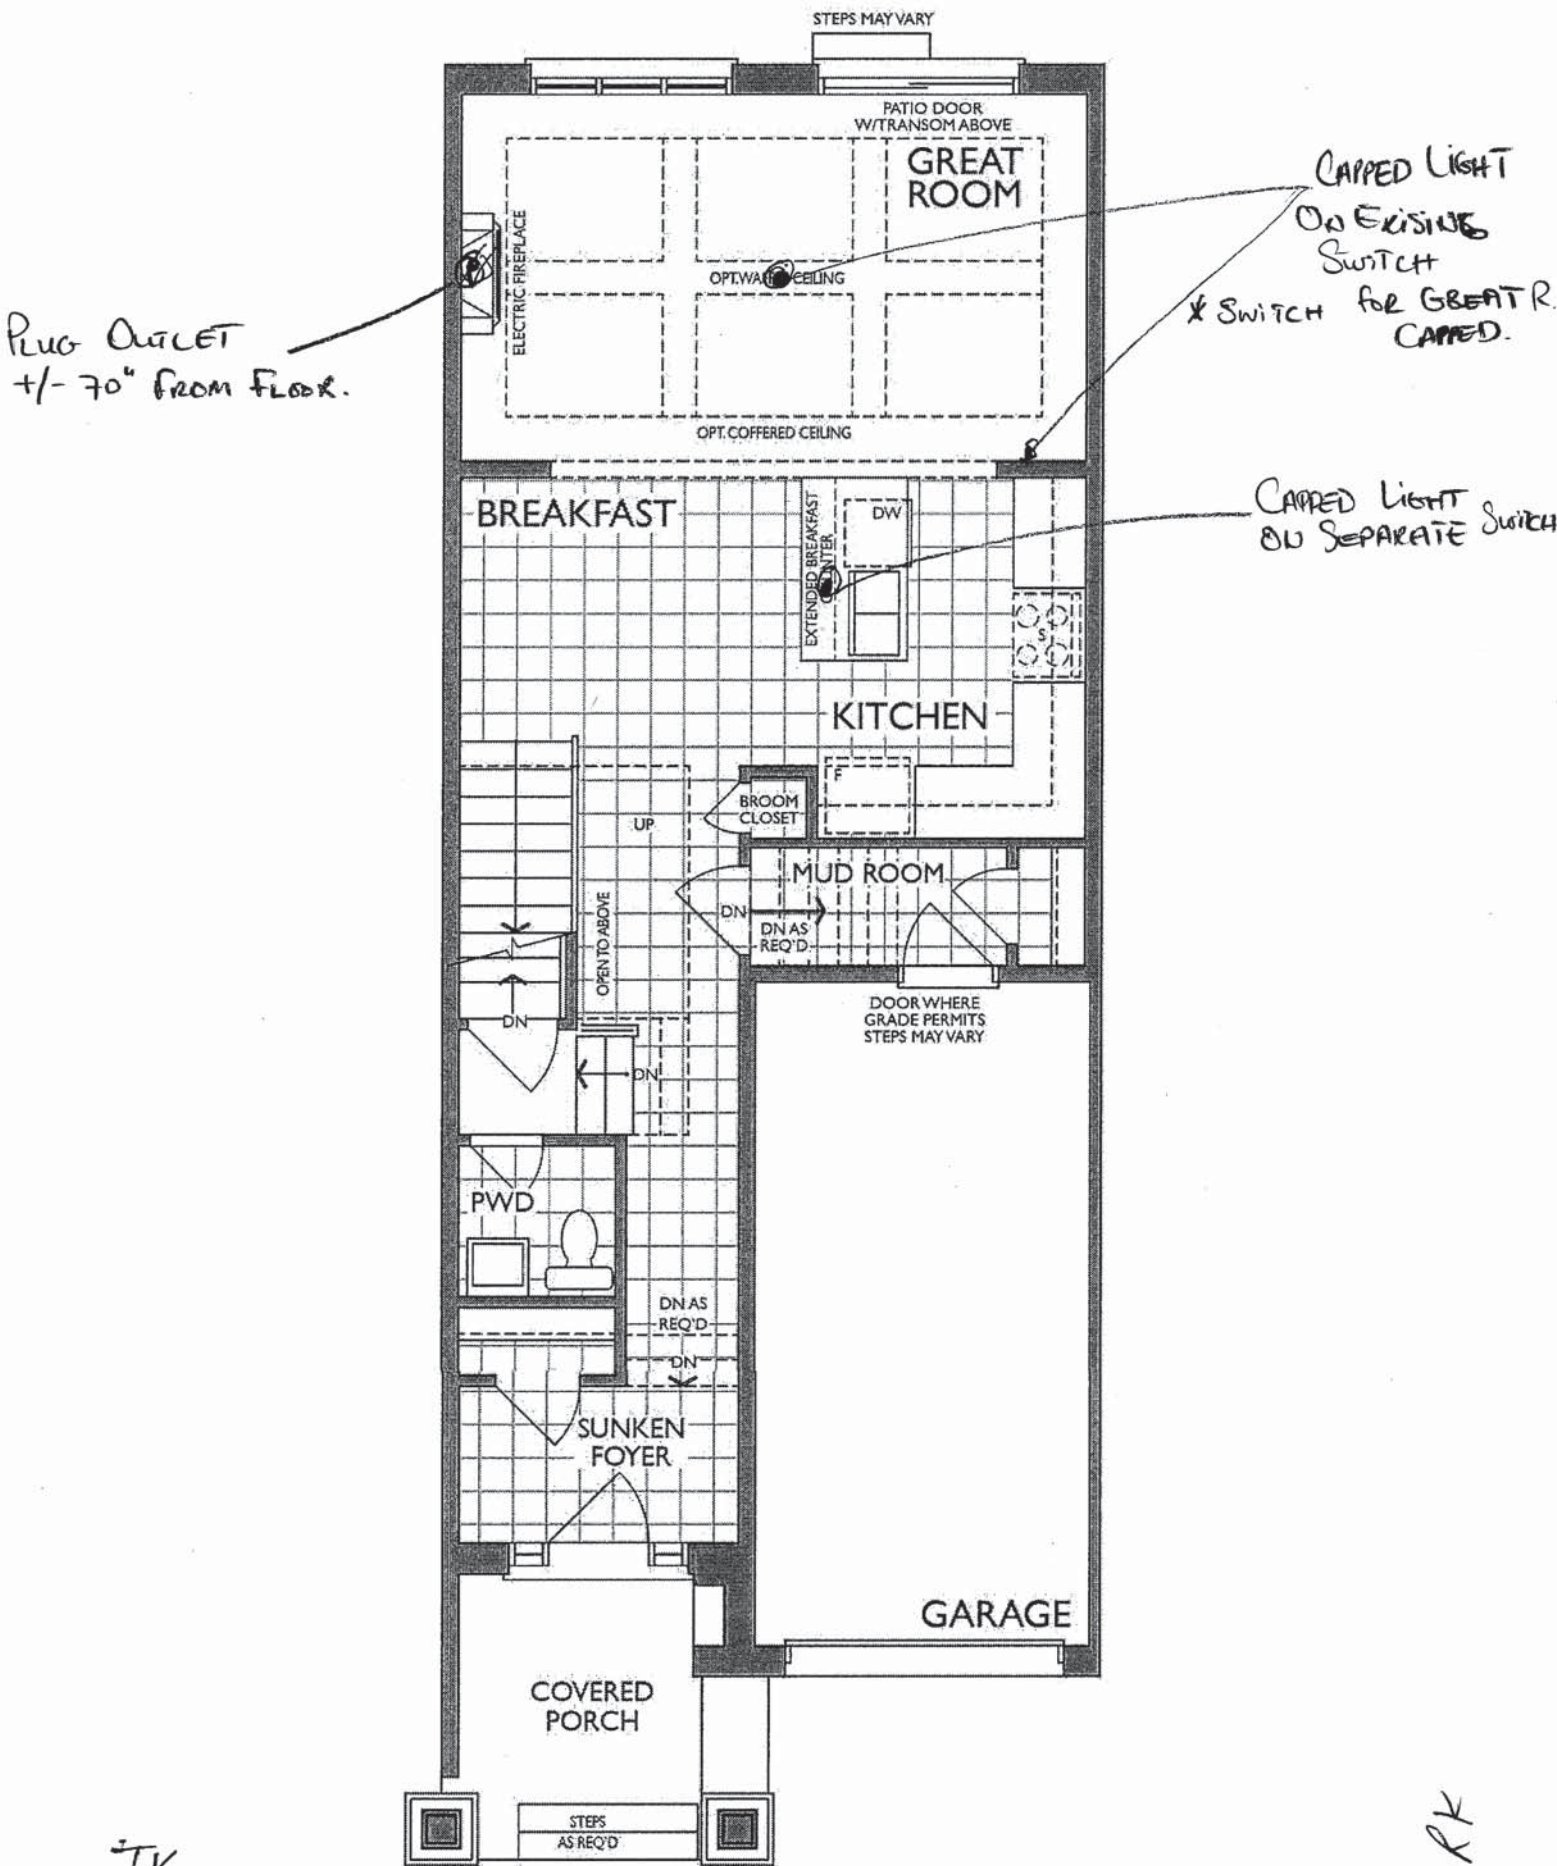 STEPS MAY VARY
PATIO DOOR
W/TRANSOM ABOVE
GREAT
ROOM
CAPPED LIGHT
ON EXISING
SWITCH
* SWITCH FOR GREAT R.
CAPPED.
ELECTRIC FIREPLACE
CEILING
PLUG OUTLET
+/- 70" FROM FLOOR.
OPT. COFFERED CEILING
BREAKFAST
EXTENDED BREAKFAST
DW
CAPPED LIGHT
ON SEPARATE SWITCH
S
KITCHEN
F
BROOM
CLOSET
UP
MUD ROOM
DN
DN AS
REQ'D
OPEN TO ABOVE
DOOR WHERE
GRADE PERMITS
STEPS MAY VARY
DN
DN
PWD
DN AS
REQ'D
DN
SUNKEN
FOYER
GARAGE
COVERED
PORCH
STEPS
AS REQ'D
RK